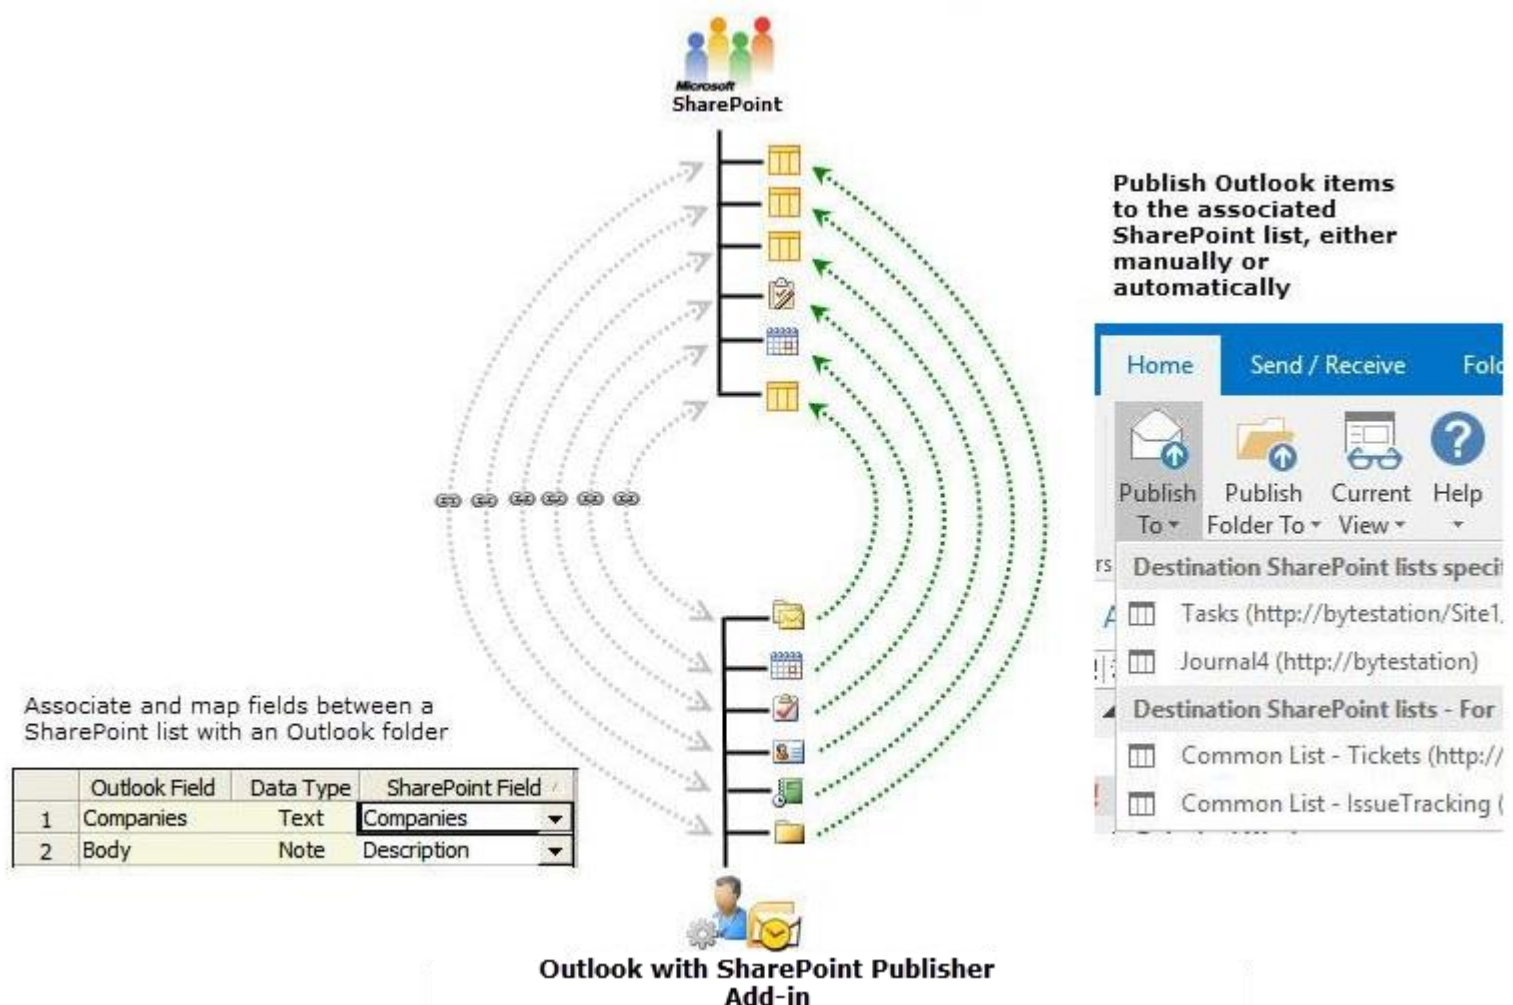 Microsoft
SharePoint
Publish Outlook items
to the associated
SharePoint list, either
manually or
automatically
Home Send / Receive Fold
Publish To
Publish Folder To
Current View
Help
rs
Destination SharePoint lists specif
Tasks (http://bytestation/Site1,
Journal4 (http://bytestation)
Destination SharePoint lists - For
Common List - Tickets (http://
Common List - IssueTracking (
Associate and map fields between a
SharePoint list with an Outlook folder
Outlook Field Data Type SharePoint Field
1 Companies Text Companies
2 Body Note Description
Outlook with SharePoint Publisher
Add-in